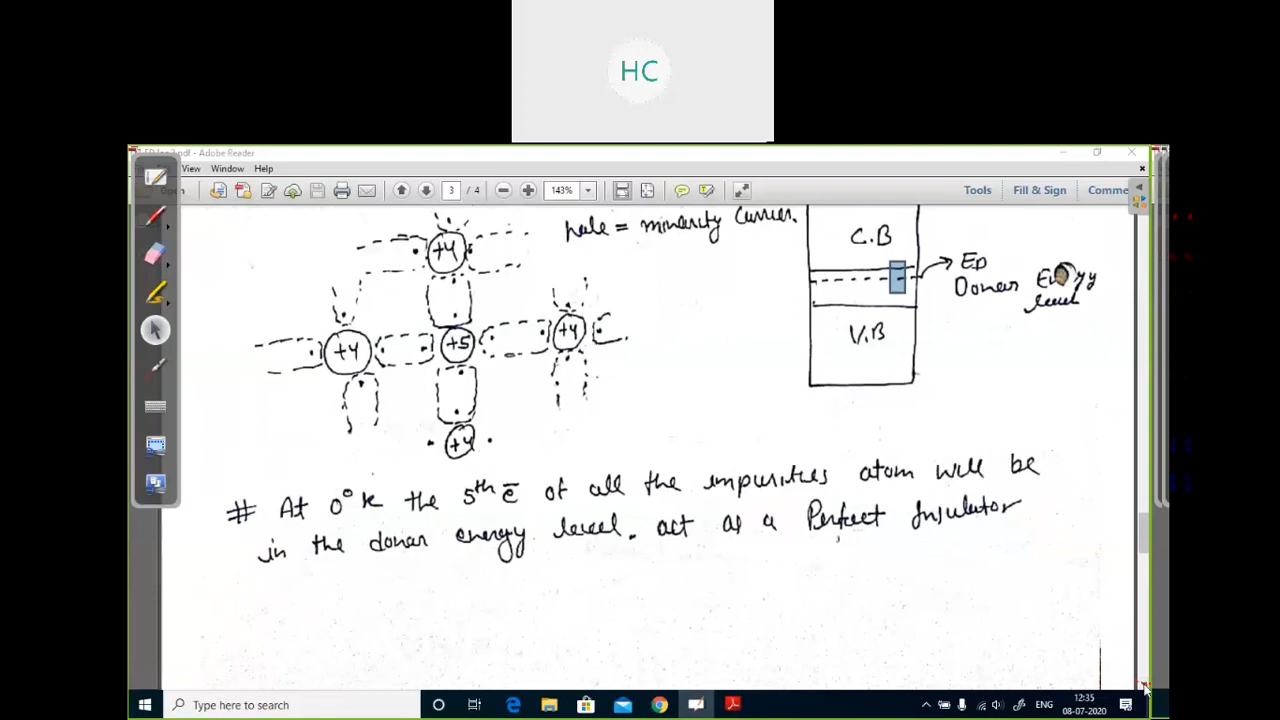 HC
- Adobe Reader
View Window Help
3 / 4 143% Tools Fill & Sign Comme
hole = minority Carrier.
C.B
ED
Donar Energy
level
V.B
+4
+4 +5 +4
+4
# At 0°K the 5th e̅ of all the impurities atom will be
in the donar energy level. act as a Perfect Insulator
Type here to search
ENG
12:35
08-07-2020